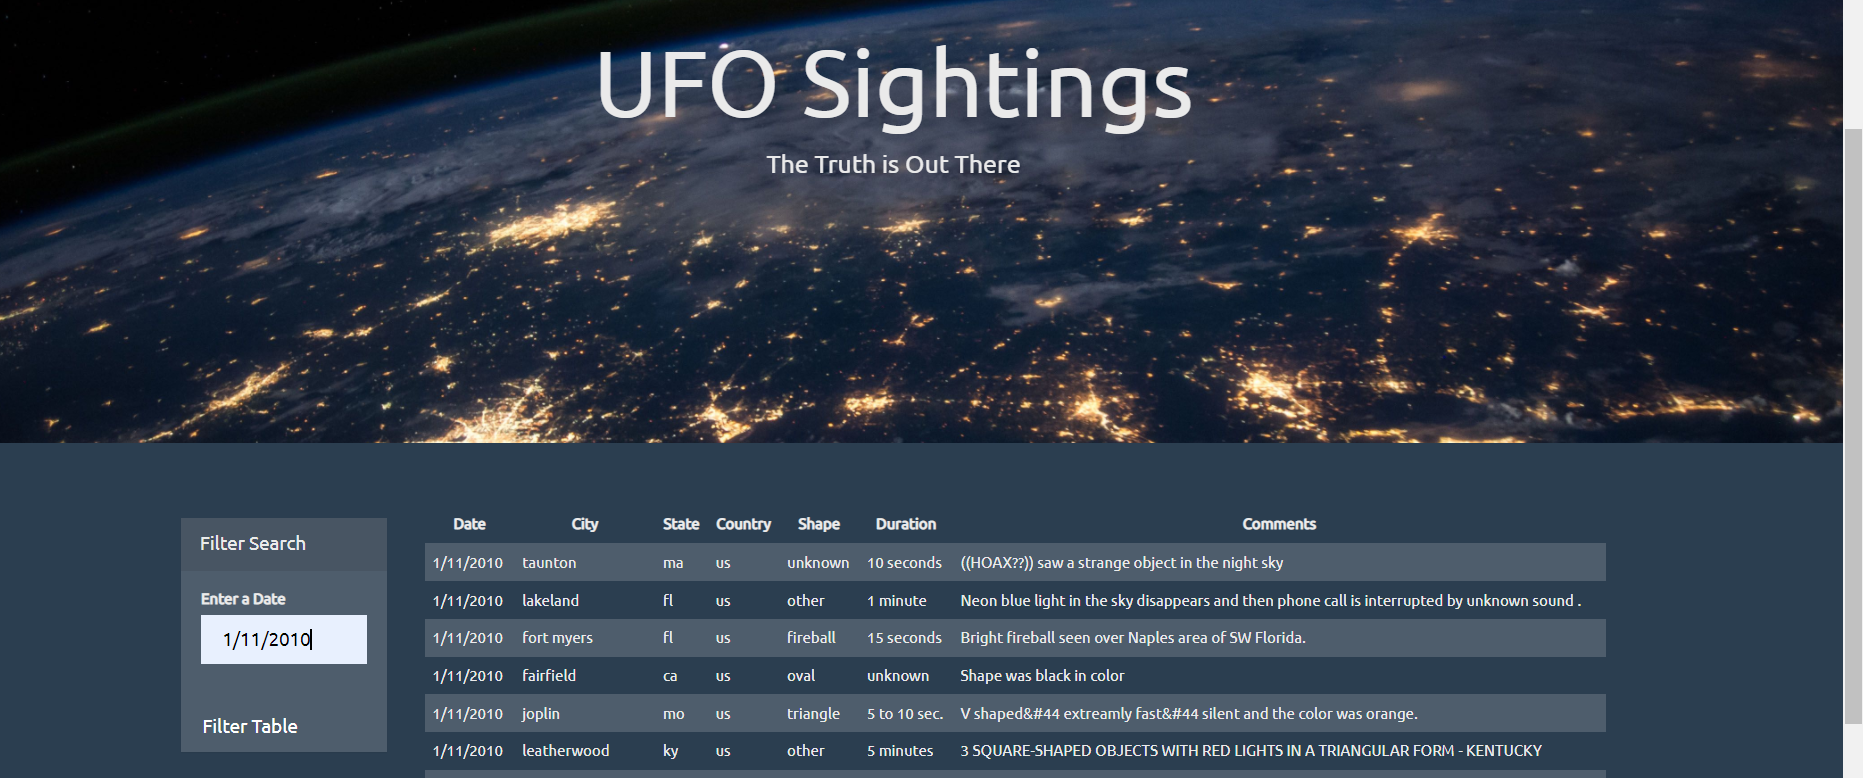 UFO Sightings
The Truth is Out There
Filter Search
Enter a Date
1/11/2010
Filter Table
Date City State Country Shape Duration Comments
1/11/2010 taunton ma us unknown 10 seconds ((HOAX??)) saw a strange object in the night sky
1/11/2010 lakeland fl us other 1 minute Neon blue light in the sky disappears and then phone call is interrupted by unknown sound .
1/11/2010 fort myers fl us fireball 15 seconds Bright fireball seen over Naples area of SW Florida.
1/11/2010 fairfield ca us oval unknown Shape was black in color
1/11/2010 joplin mo us triangle 5 to 10 sec. V shaped&#44 extreamly fast&#44 silent and the color was orange.
1/11/2010 leatherwood ky us other 5 minutes 3 SQUARE-SHAPED OBJECTS WITH RED LIGHTS IN A TRIANGULAR FORM - KENTUCKY